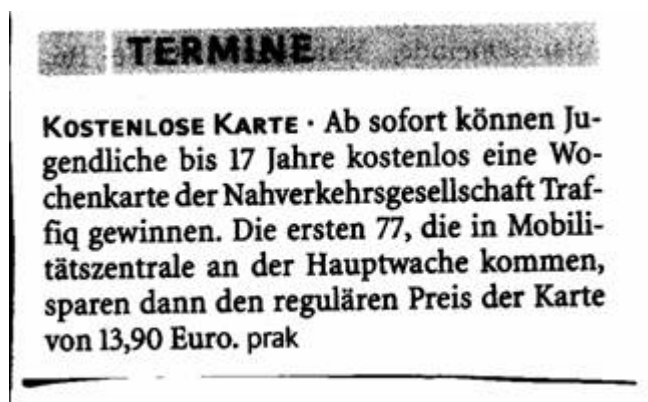 TERMINE
KOSTENLOSE KARTE · Ab sofort können Ju-
gendliche bis 17 Jahre kostenlos eine Wo-
chenkarte der Nahverkehrsgesellschaft Traf-
fiq gewinnen. Die ersten 77, die in Mobili-
tätszentrale an der Hauptwache kommen,
sparen dann den regulären Preis der Karte
von 13,90 Euro. prak